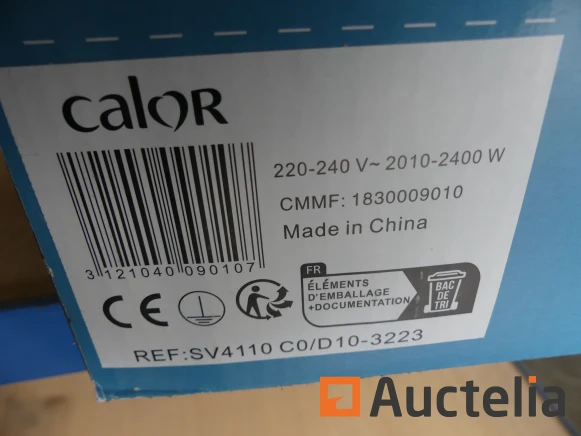 calor
220-240 V~ 2010-2400 W
CMMF: 1830009010
Made in China
3 121040 090107
FR
ÉLÉMENTS
D'EMBALLAGE
+DOCUMENTATION
BAC
DE
TRI
CE
REF:SV4110 C0/D10-3223
Auctelia